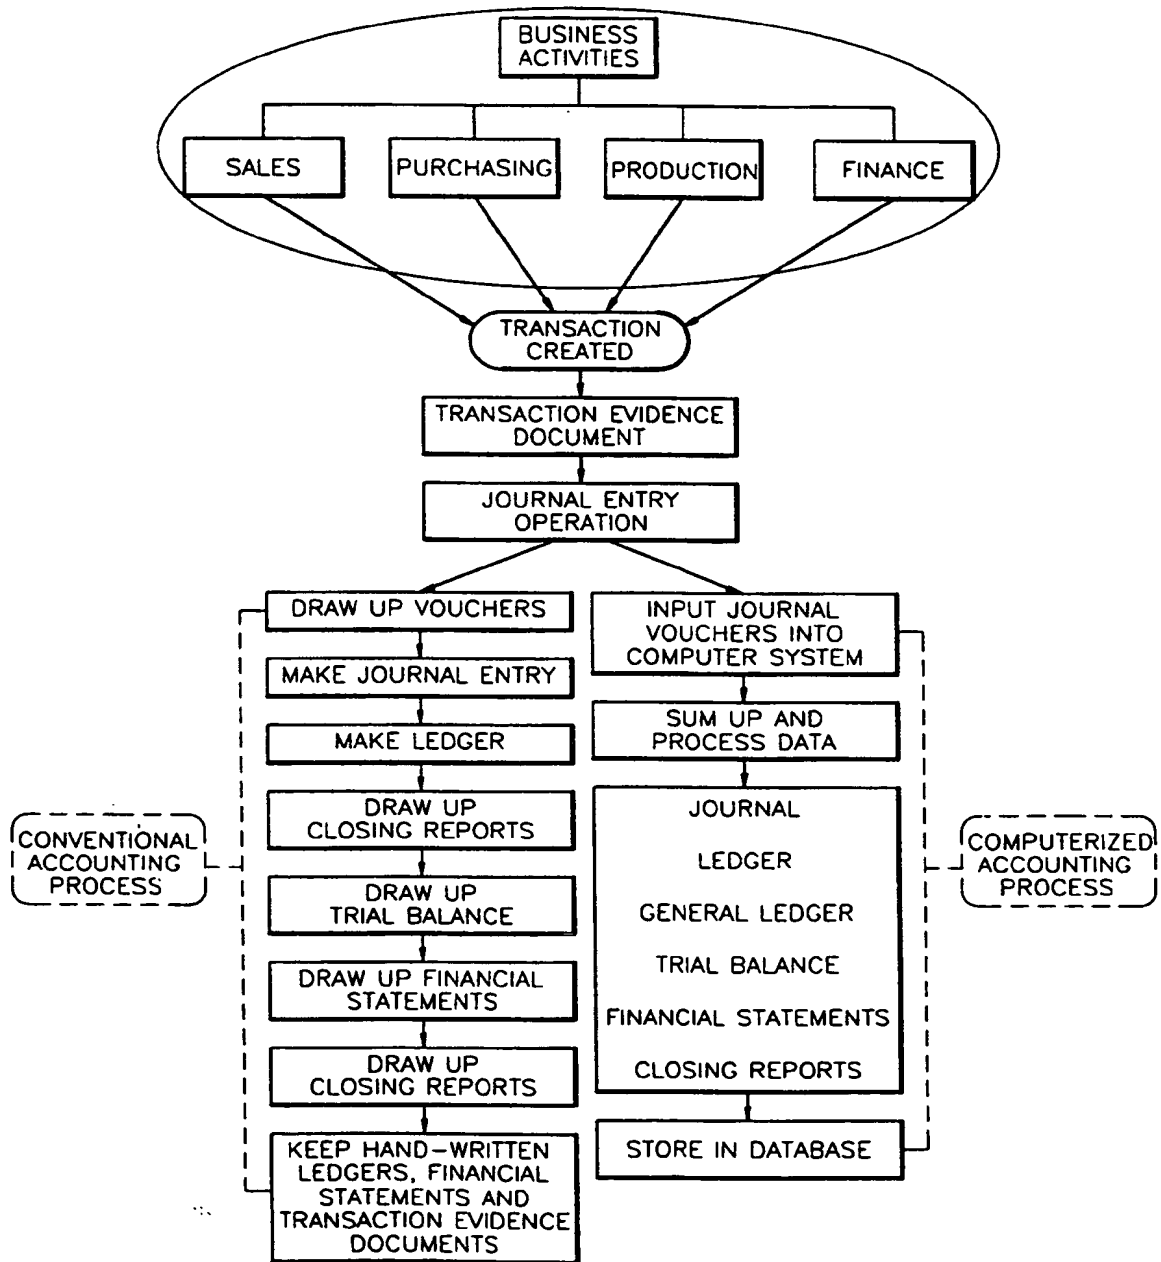 BUSINESS
ACTIVITIES
SALES
PURCHASING
PRODUCTION
FINANCE
TRANSACTION
CREATED
TRANSACTION EVIDENCE
DOCUMENT
JOURNAL ENTRY
OPERATION
DRAW UP VOUCHERS
MAKE JOURNAL ENTRY
MAKE LEDGER
DRAW UP
CLOSING REPORTS
DRAW UP
TRIAL BALANCE
DRAW UP FINANCIAL
STATEMENTS
DRAW UP
CLOSING REPORTS
KEEP HAND-WRITTEN
LEDGERS, FINANCIAL
STATEMENTS AND
TRANSACTION EVIDENCE
DOCUMENTS
CONVENTIONAL
ACCOUNTING
PROCESS
INPUT JOURNAL
VOUCHERS INTO
COMPUTER SYSTEM
SUM UP AND
PROCESS DATA
JOURNAL
LEDGER
GENERAL LEDGER
TRIAL BALANCE
FINANCIAL STATEMENTS
CLOSING REPORTS
STORE IN DATABASE
COMPUTERIZED
ACCOUNTING
PROCESS